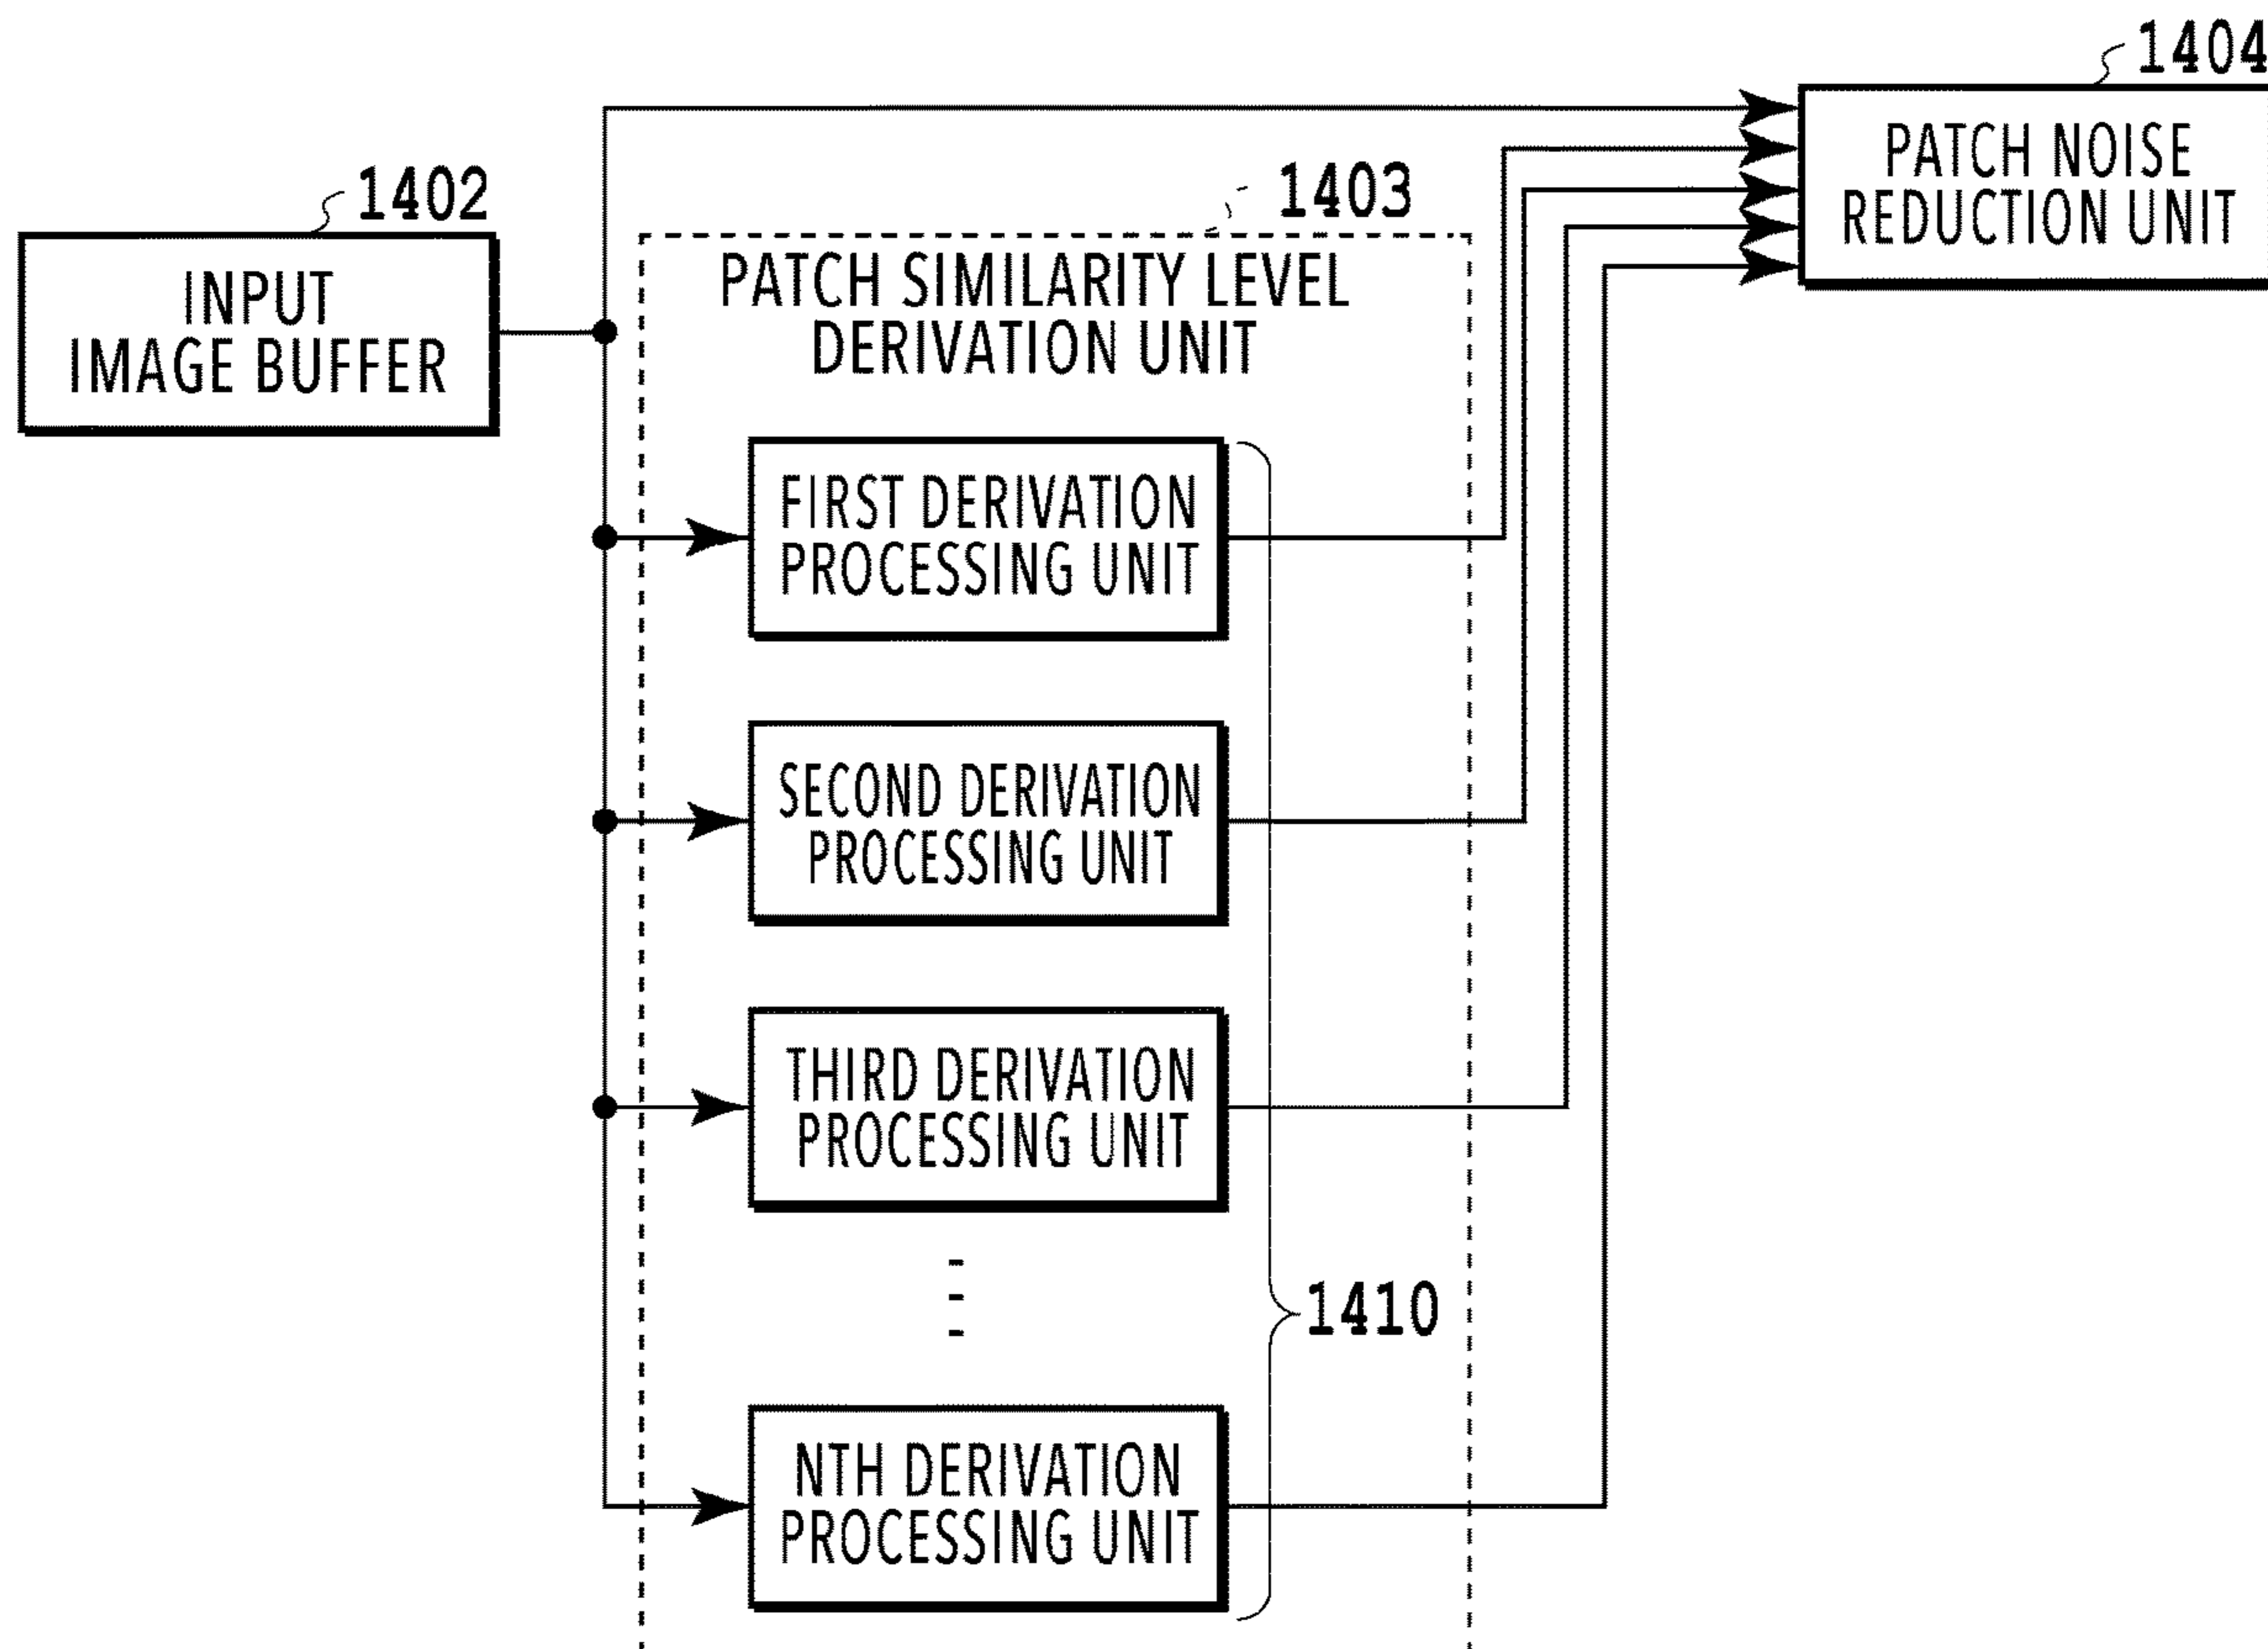 1404
PATCH NOISE
REDUCTION UNIT
1402
INPUT
IMAGE BUFFER
1403
PATCH SIMILARITY LEVEL
DERIVATION UNIT
FIRST DERIVATION
PROCESSING UNIT
SECOND DERIVATION
PROCESSING UNIT
THIRD DERIVATION
PROCESSING UNIT
1410
NTH DERIVATION
PROCESSING UNIT